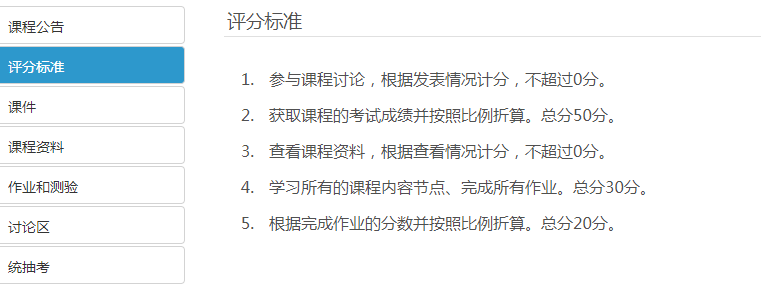 课程公告
评分标准
课件
课程资料
作业和测验
讨论区
统抽考
评分标准
1. 参与课程讨论，根据发表情况计分，不超过0分。
2. 获取课程的考试成绩并按照比例折算。总分50分。
3. 查看课程资料，根据查看情况计分，不超过0分。
4. 学习所有的课程内容节点、完成所有作业。总分30分。
5. 根据完成作业的分数并按照比例折算。总分20分。